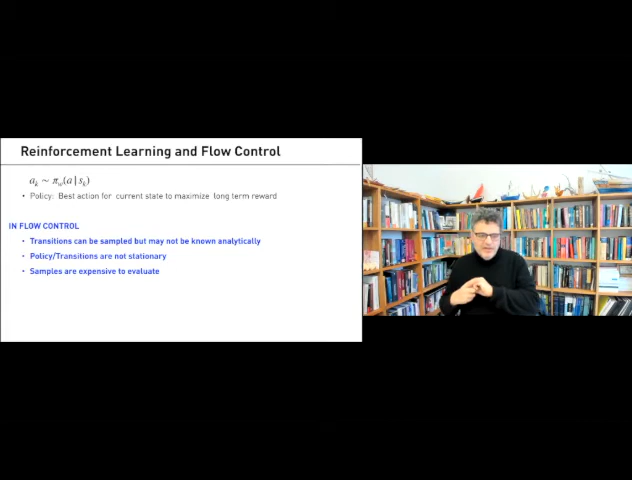 Reinforcement Learning and Flow Control
aₖ ~ π_w(a | sₖ)
• Policy: Best action for current state to maximize long term reward
IN FLOW CONTROL
• Transitions can be sampled but may not be known analytically
• Policy/Transitions are not stationary
• Samples are expensive to evaluate